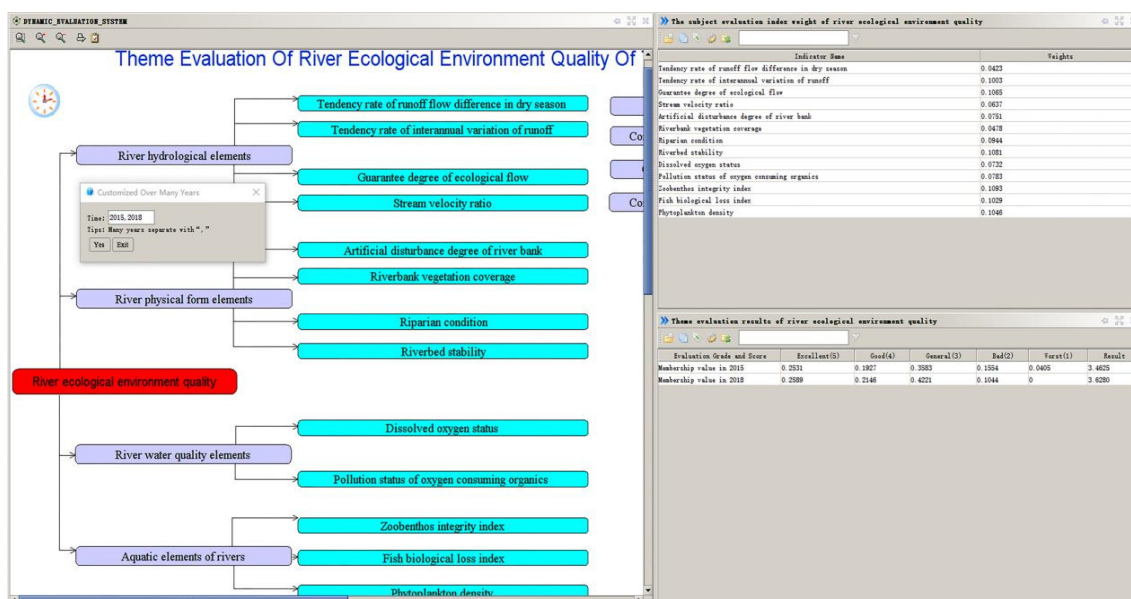 DYNAMIC_EVALUATION_SYSTEM
Theme Evaluation Of River Ecological Environment Quality Of
Tendency rate of runoff flow difference in dry season
Tendency rate of interannual variation of runoff
Co
River hydrological elements
Guarantee degree of ecological flow
Customized Over Many Years
Stream velocity ratio
Co
Time: 2015,2018
Tips: Many years separate with“,”
Yes Exit
Artificial disturbance degree of river bank
Riverbank vegetation coverage
River physical form elements
Riparian condition
Riverbed stability
River ecological environment quality
Dissolved oxygen status
River water quality elements
Pollution status of oxygen consuming organics
Zoobenthos integrity index
Aquatic elements of rivers
Fish biological loss index
Phytoplankton density
The subject evaluation index weight of river ecological environment quality
Indicator Name Weights
Tendency rate of runoff flow difference in dry season 0.0423
Tendency rate of interannual variation of runoff 0.1003
Guarantee degree of ecological flow 0.1065
Stream velocity ratio 0.0637
Artificial disturbance degree of river bank 0.0751
Riverbank vegetation coverage 0.0478
Riparian condition 0.0944
Riverbed stability 0.1081
Dissolved oxygen status 0.0732
Pollution status of oxygen consuming organics 0.0783
Zoobenthos integrity index 0.1093
Fish biological loss index 0.1029
Phytoplankton density 0.1046
Theme evaluation results of river ecological environment quality
Evaluation Grade and Score Excellent(5) Good(4) General(3) Bad(2) Worst(1) Result
Membership value in 2015 0.2531 0.1927 0.3583 0.1554 0.0405 3.4625
Membership value in 2018 0.2589 0.2146 0.4221 0.1044 0 3.6280